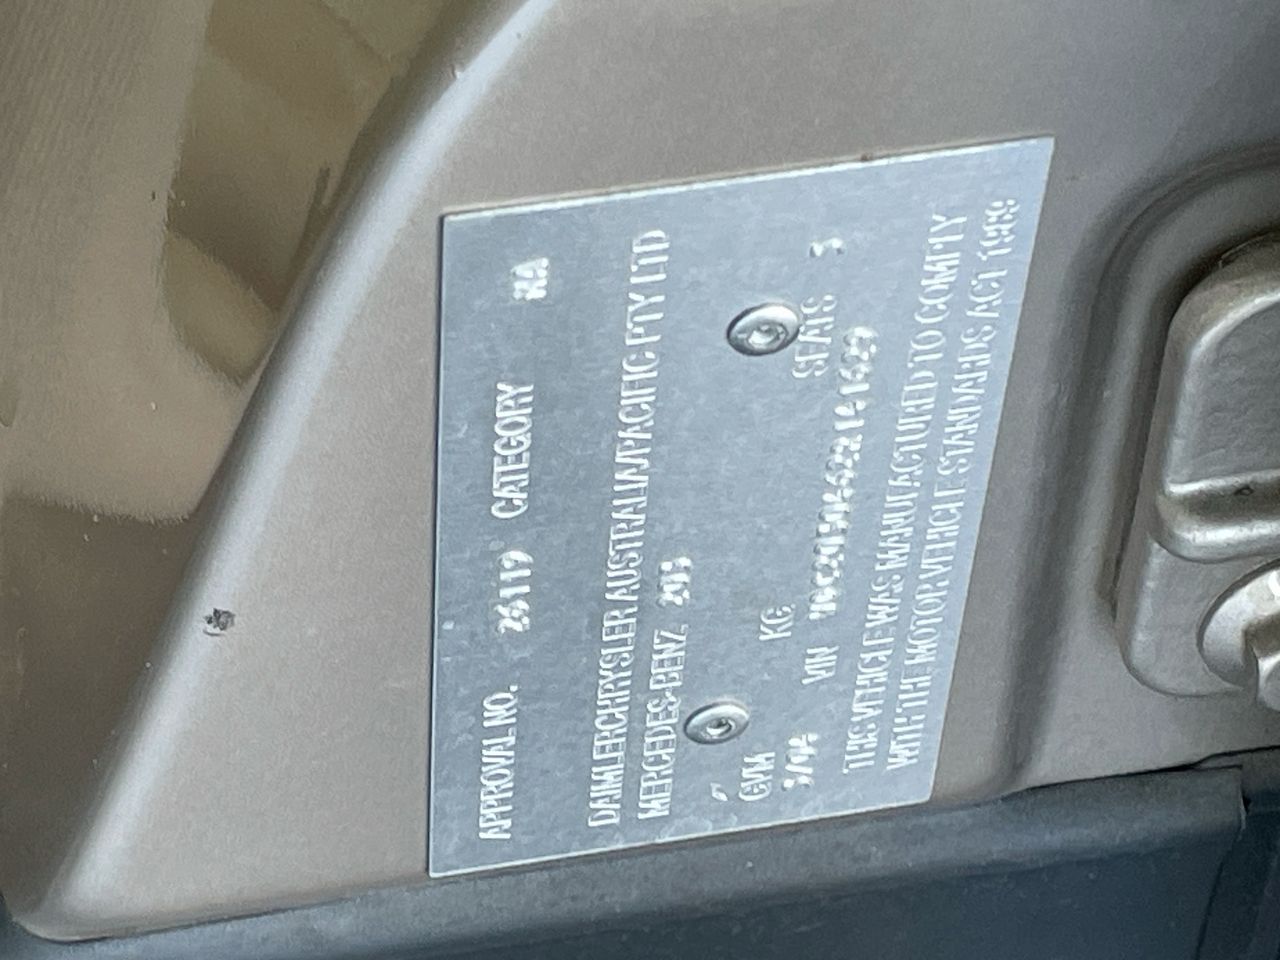 APPROVAL NO. 26119 CATEGORY MA
DAIMLERCHRYSLER AUSTRALIA/PACIFIC PTY LTD
MERCEDES-BENZ, 203
GVM KG SEATS 5
VIN
THIS VEHICLE WAS MANUFACTURED TO COMPLY
WITH THE MOTOR VEHICLE STANDARDS ACT 1989